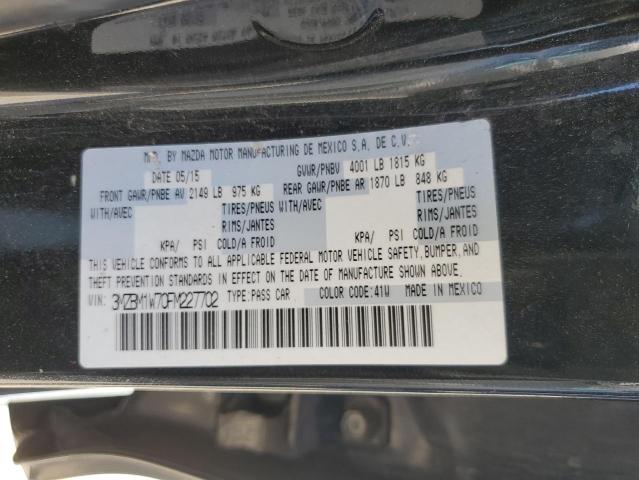 MFD. BY MAZDA MOTOR MANUFACTURING DE MEXICO S.A. DE C.V.
DATE 05/15 GVWR/PNBV 4001 LB 1815 KG
FRONT GAWR/PNBE AV 2149 LB 975 KG REAR GAWR/PNBE AR 1870 LB 848 KG
WITH/AVEC TIRES/PNEUS WITH/AVEC TIRES/PNEUS
RIMS/JANTES RIMS/JANTES
KPA/ PSI COLD/A FROID KPA/ PSI COLD/A FROID
THIS VEHICLE CONFORMS TO ALL APPLICABLE FEDERAL MOTOR VEHICLE SAFETY, BUMPER, AND
THEFT PREVENTION STANDARDS IN EFFECT ON THE DATE OF MANUFACTURE SHOWN ABOVE.
VIN: 3MZBM1W70FM227702 TYPE: PASS CAR COLOR CODE: 41W MADE IN MEXICO